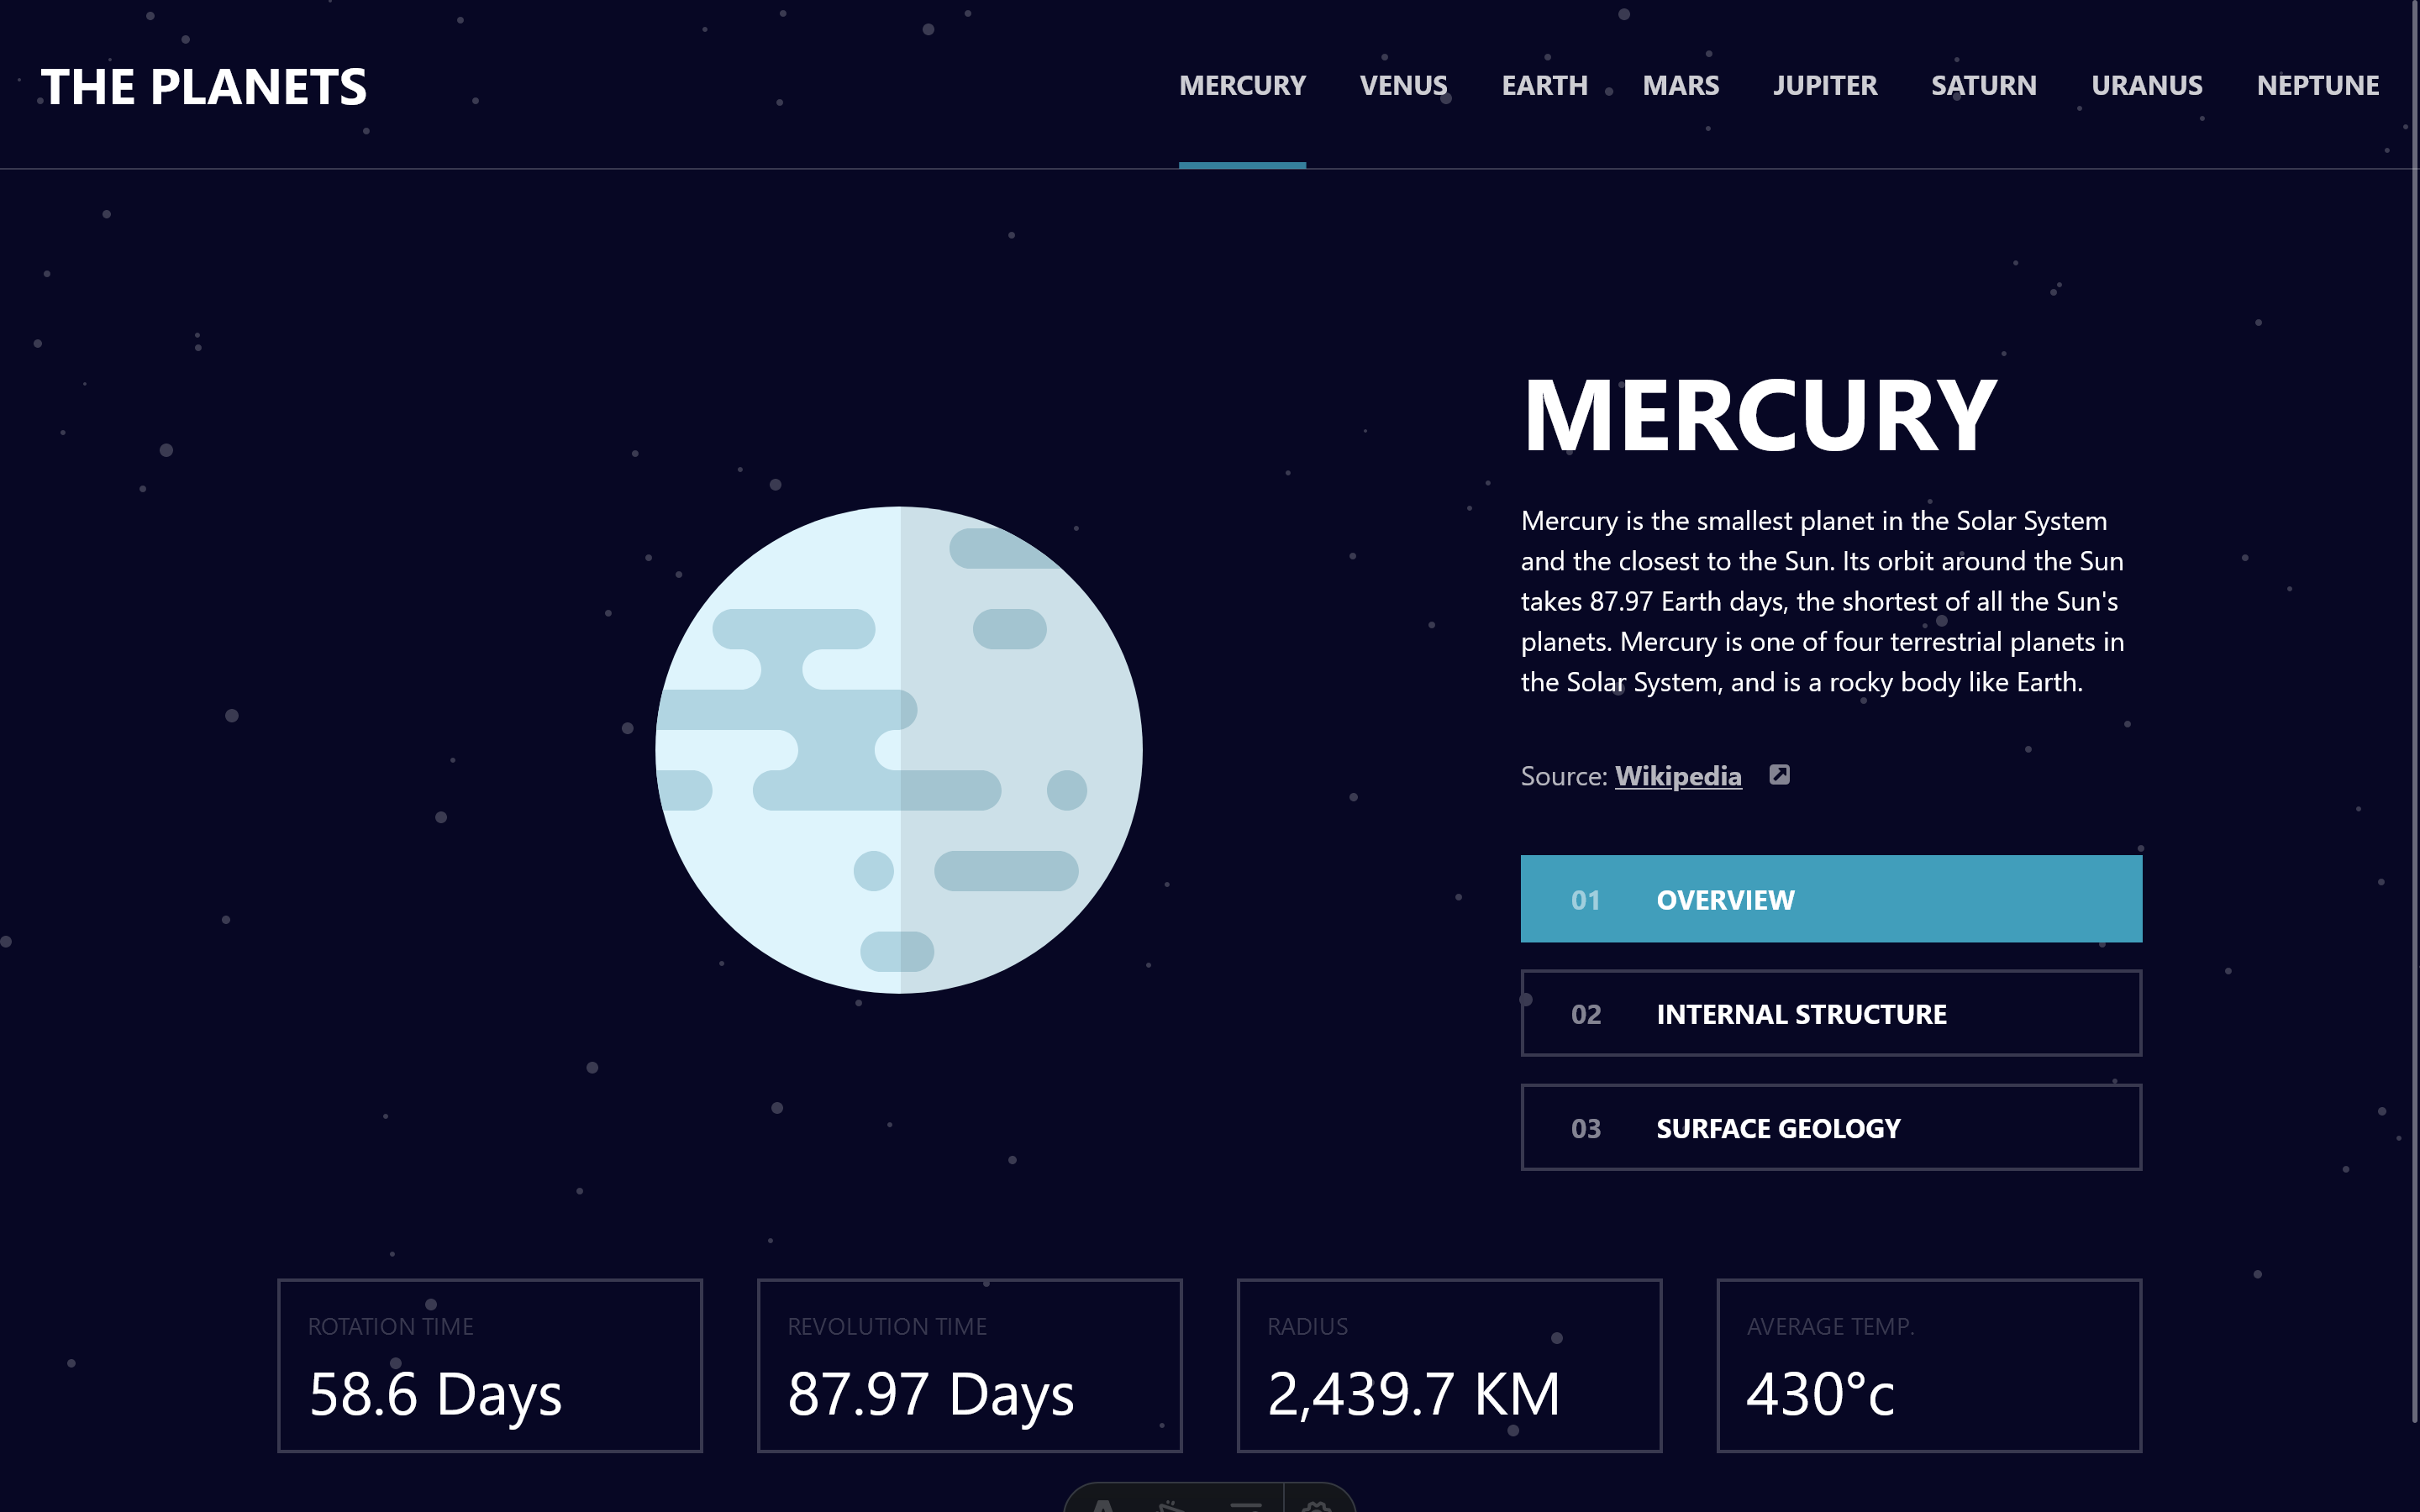 THE PLANETS
MERCURY VENUS EARTH MARS JUPITER SATURN URANUS NEPTUNE
MERCURY
Mercury is the smallest planet in the Solar System
and the closest to the Sun. Its orbit around the Sun
takes 87.97 Earth days, the shortest of all the Sun's
planets. Mercury is one of four terrestrial planets in
the Solar System, and is a rocky body like Earth.
Source: Wikipedia
01 OVERVIEW
02 INTERNAL STRUCTURE
03 SURFACE GEOLOGY
ROTATION TIME
58.6 Days
REVOLUTION TIME
87.97 Days
RADIUS
2,439.7 KM
AVERAGE TEMP.
430°c